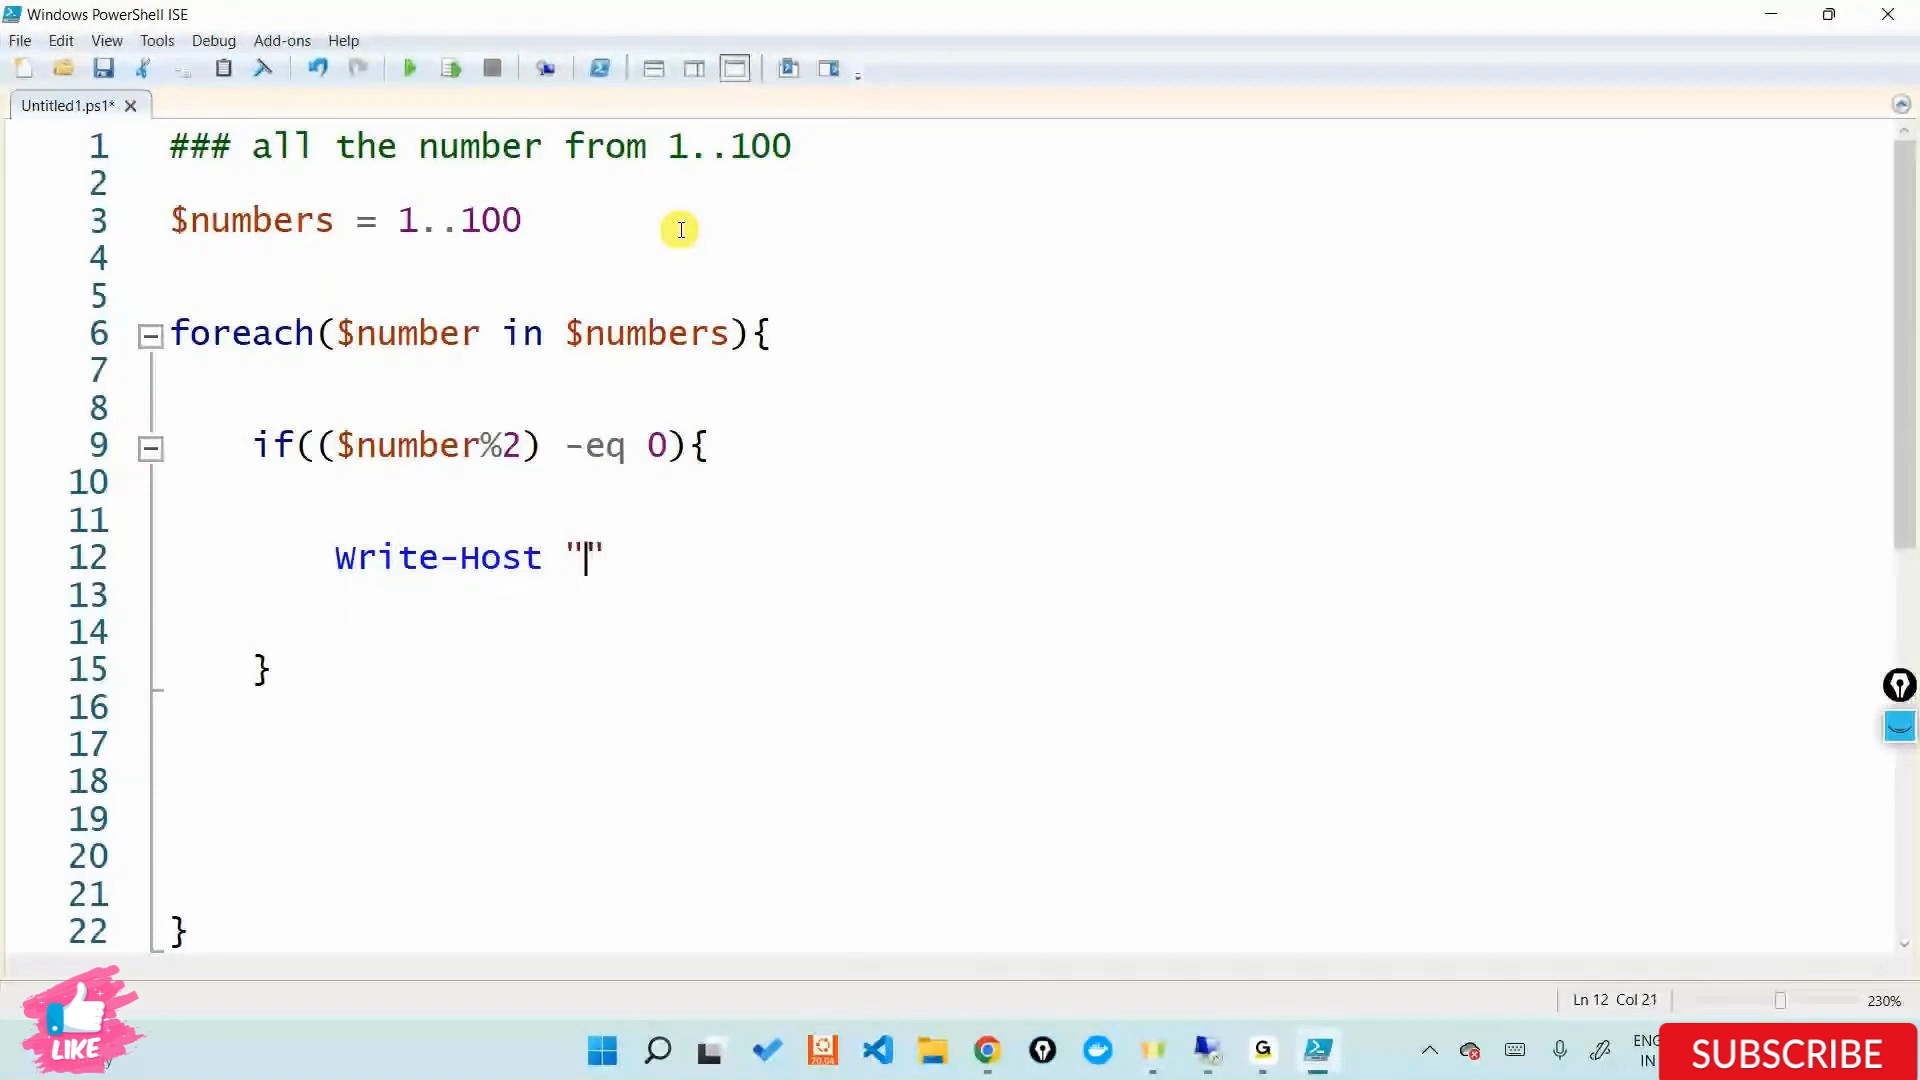 Windows PowerShell ISE
File Edit View Tools Debug Add-ons Help
Untitled1.ps1*
1 ### all the number from 1..100
2
3 $numbers = 1..100
4
5
6 foreach($number in $numbers){
7
8
9 if(($number%2) -eq 0){
10
11
12 Write-Host ""
13
14
15 }
16
17
18
19
20
21
22 }
Ln 12 Col 21
230%
LIKE
20.04
G
ENG
IN
SUBSCRIBE